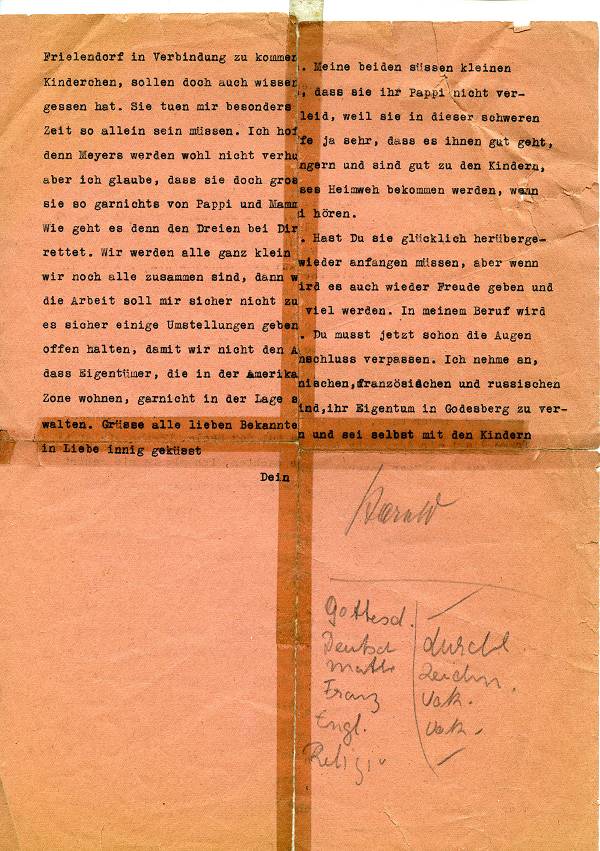 Frielendorf in Verbindung zu kommen. Meine beiden süssen kleinen
Kinderchen, sollen doch auch wissen, dass sie ihr Pappi nicht ver-
gessen hat. Sie tuen mir besonders leid, weil sie in dieser schweren
Zeit so allein sein müssen. Ich hoffe ja sehr, dass es ihnen gut geht,
denn Meyers werden wohl nicht verhungern und sind gut zu den Kindern,
aber ich glaube, dass sie doch grosses Heimweh bekommen werden, wenn
sie so garnichts von Pappi und Mammi hören.
Wie geht es denn den Dreien bei Dir. Hast Du sie glücklich herüberge-
rettet. Wir werden alle ganz klein wieder anfangen müssen, aber wenn
wir noch alle zusammen sind, dann wird es auch wieder Freude geben und
die Arbeit soll mir sicher nicht zu viel werden. In meinem Beruf wird
es sicher einige Umstellungen geben. Du musst jetzt schon die Augen
offen halten, damit wir nicht den Anschluss verpassen. Ich nehme an,
dass Eigentümer, die in der Amerikanischen, französischen und russischen
Zone wohnen, garnicht in der Lage sind, ihr Eigentum in Godesberg zu ver-
walten. Grüsse alle lieben Bekannten und sei selbst mit den Kindern
in Liebe innig geküsst
Dein
Harald
Gottesd.
Deutsch
Mathe Zeichn.
Franz Vok.
Engl. Vok.
Religi